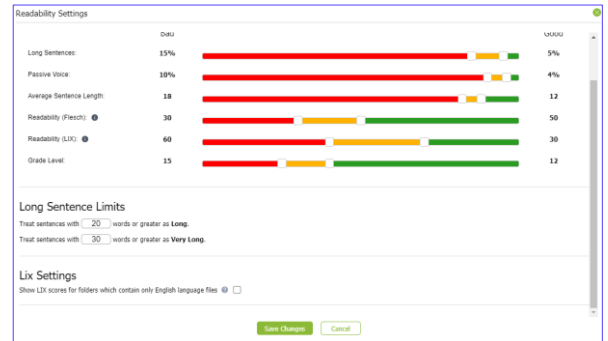 Readability Settings
Bad Good
Long Sentences: 15% 5%
Passive Voice: 10% 4%
Average Sentence Length: 18 12
Readability (Flesch): 30 50
Readability (LIX): 60 30
Grade Level: 15 12
Long Sentence Limits
Treat sentences with 20 words or greater as Long.
Treat sentences with 30 words or greater as Very Long.
Lix Settings
Show LIX scores for folders which contain only English language files
Save Changes Cancel